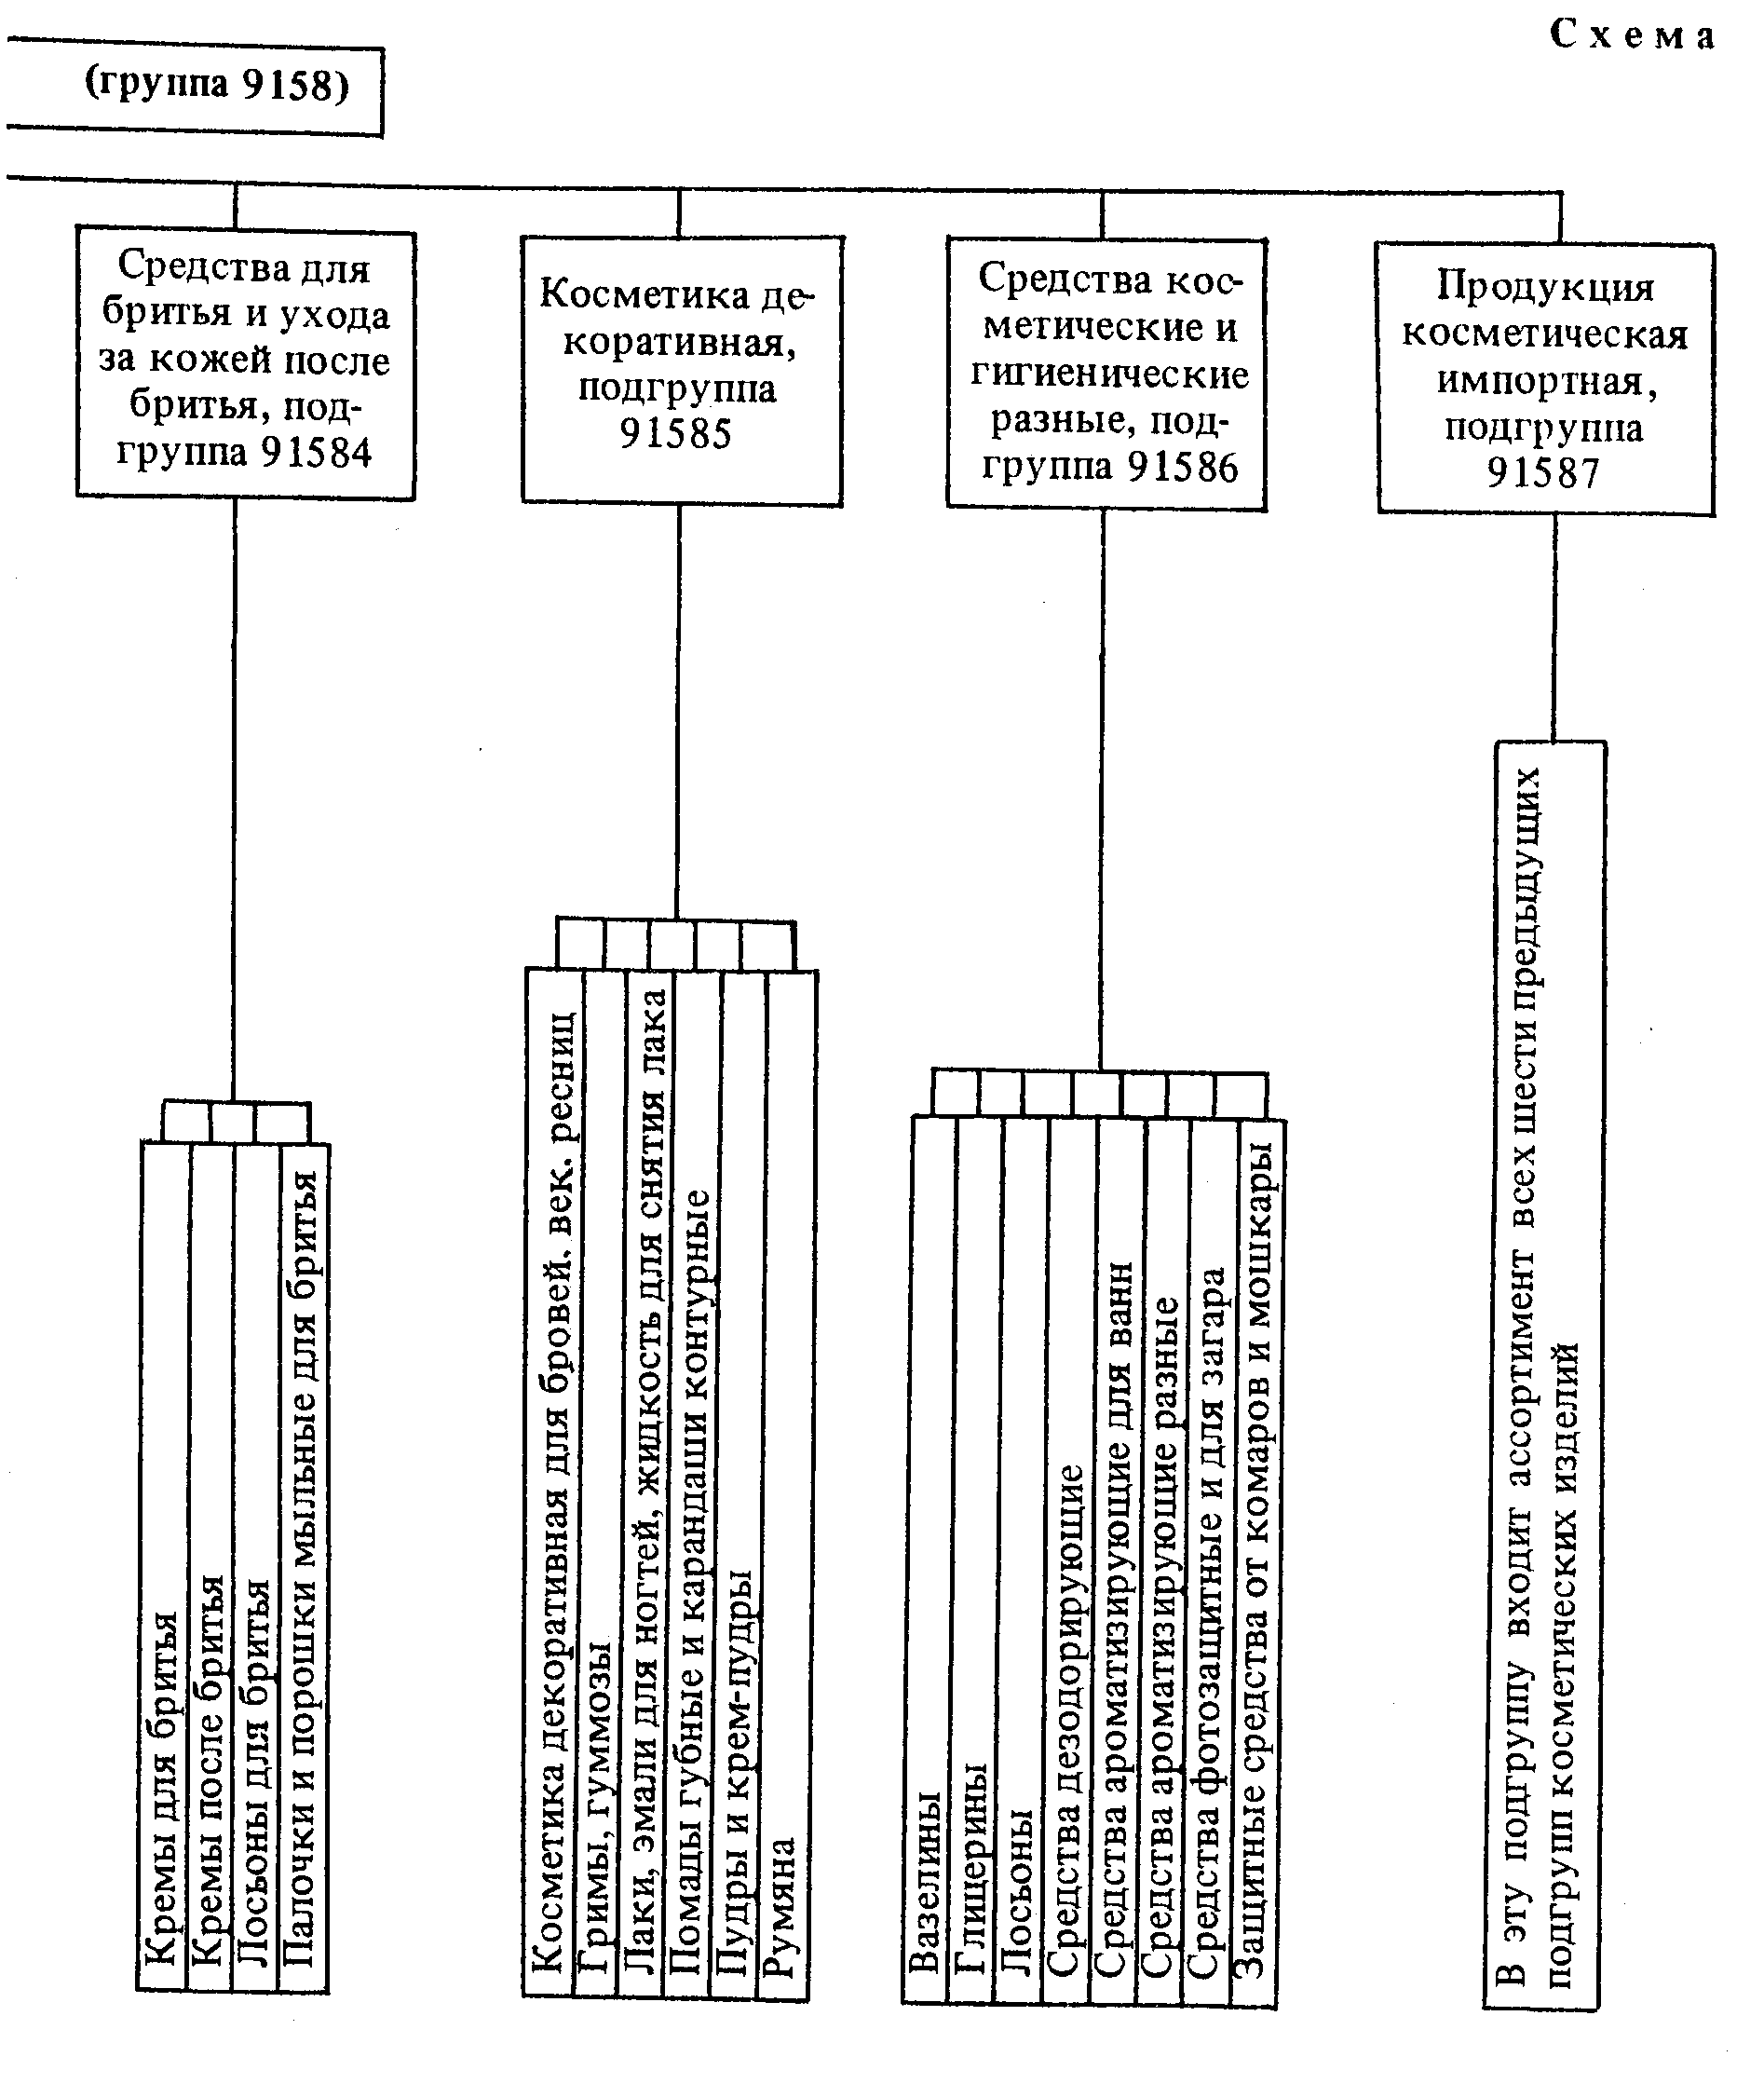 Схема
(группа 9158)
Средства для
бритья и ухода
за кожей после
бритья, под-
группа 91584
Косметика де-
коративная,
подгруппа
91585
Средства кос-
метические и
гигиенические
разные, под-
группа 91586
Продукция
косметическая
импортная,
подгруппа
91587
Кремы для бритья
Кремы после бритья
Лосьоны для бритья
Палочки и порошки мыльные для бритья
Косметика декоративная для бровей. век. ресниц
Гримы, гуммозы
Лаки, эмали для ногтей, жидкость для снятия лака
Помады губные и карандаши контурные
Пудры и крем-пудры
Румяна
Вазелины
Глицерины
Лосьоны
Средства дезодорирующие
Средства ароматизирующие для ванн
Средства ароматизирующие разные
Средства фотозащитные и для загара
Защитные средства от комаров и мошкары
В эту подгруппу входит ассортимент всех шести предыдущих
подгрупп косметических изделий